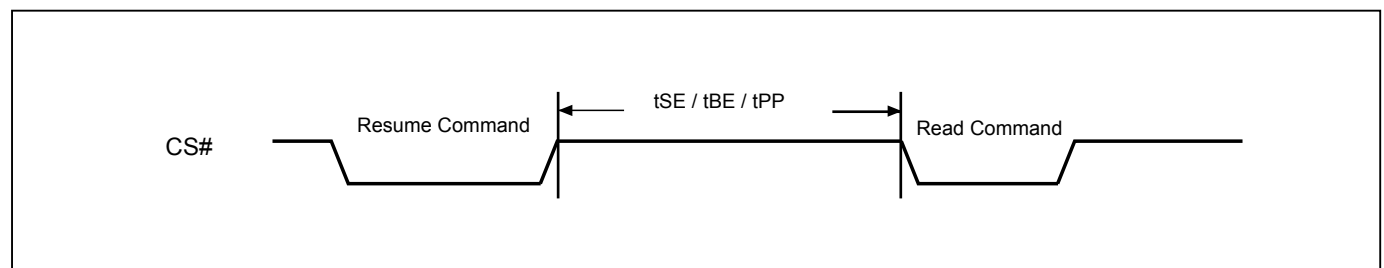 tSE / tBE / tPP
Resume Command
Read Command
CS#